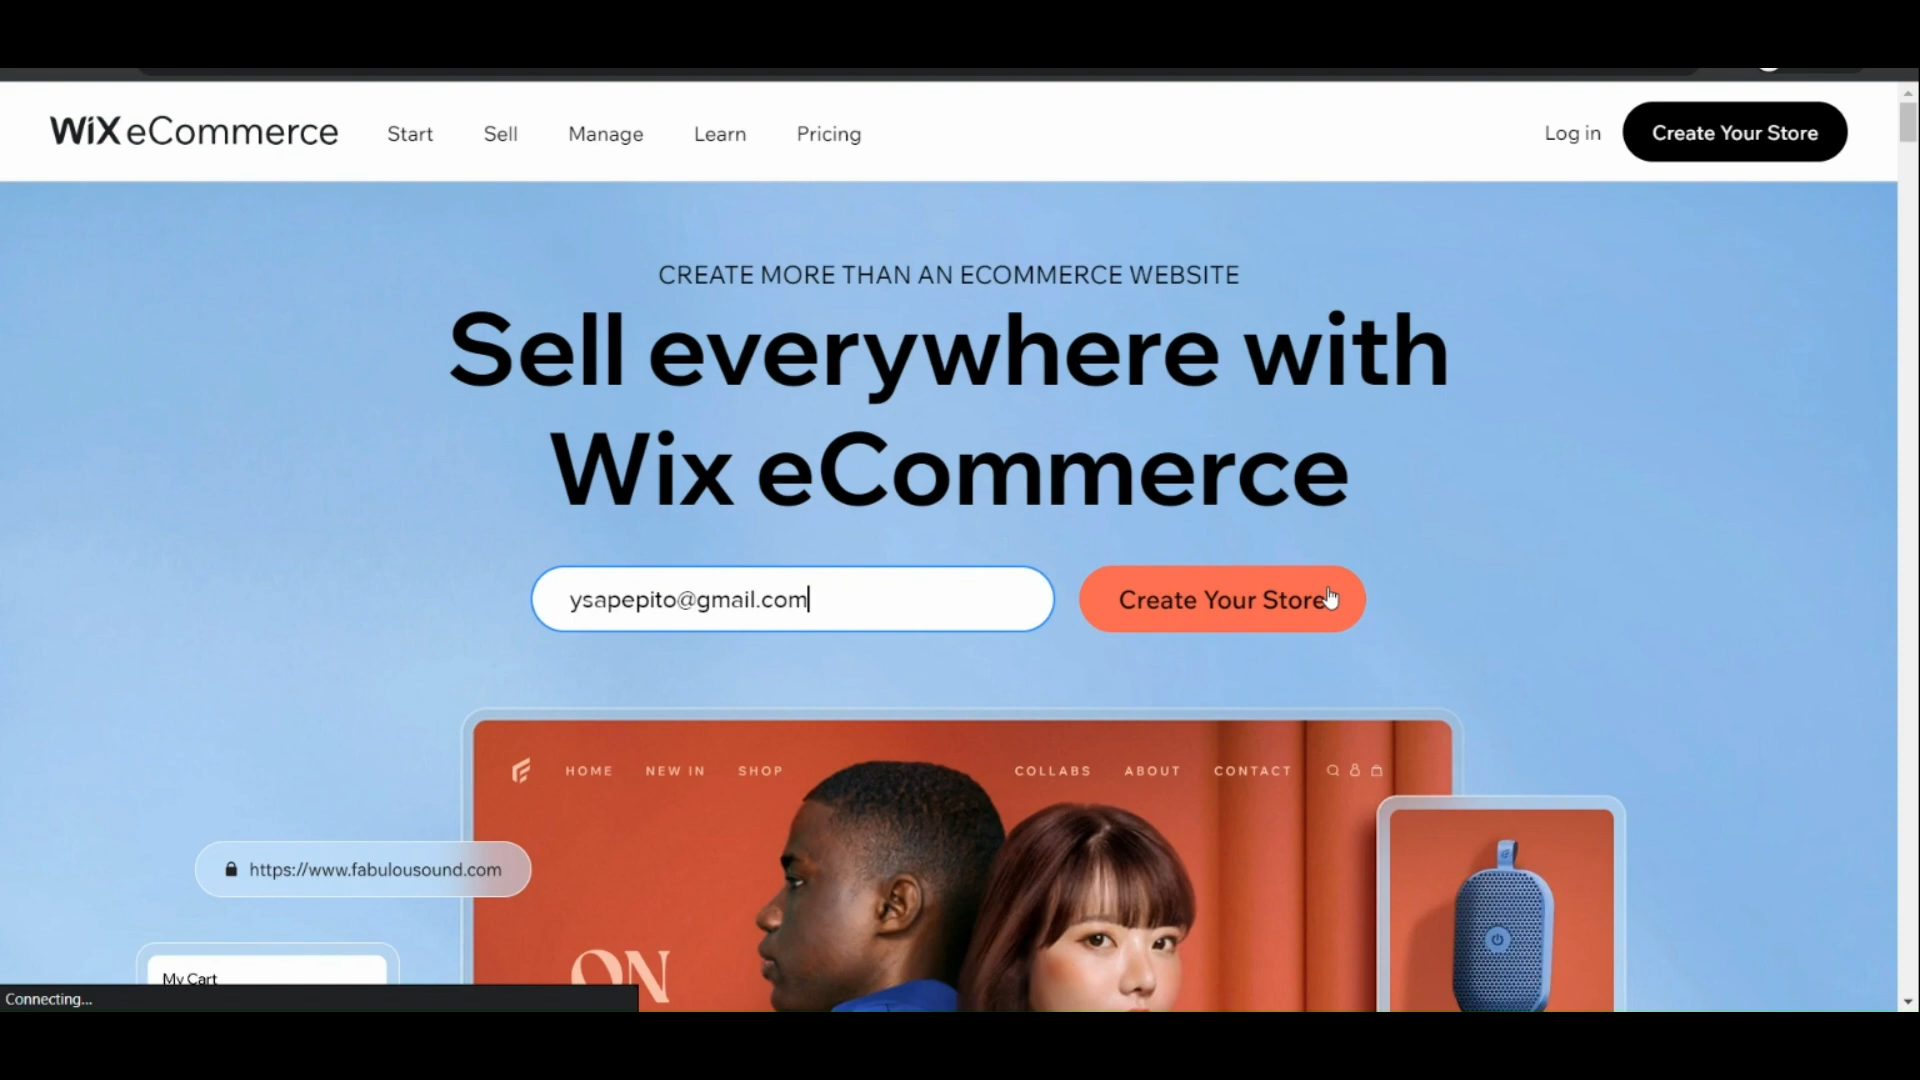 WiX eCommerce Start Sell Manage Learn Pricing Log in Create Your Store
CREATE MORE THAN AN ECOMMERCE WEBSITE
Sell everywhere with
Wix eCommerce
ysapepito@gmail.com Create Your Store
HOME NEW IN SHOP COLLABS ABOUT CONTACT
https://www.fabulousound.com
ON
My Cart
Connecting...